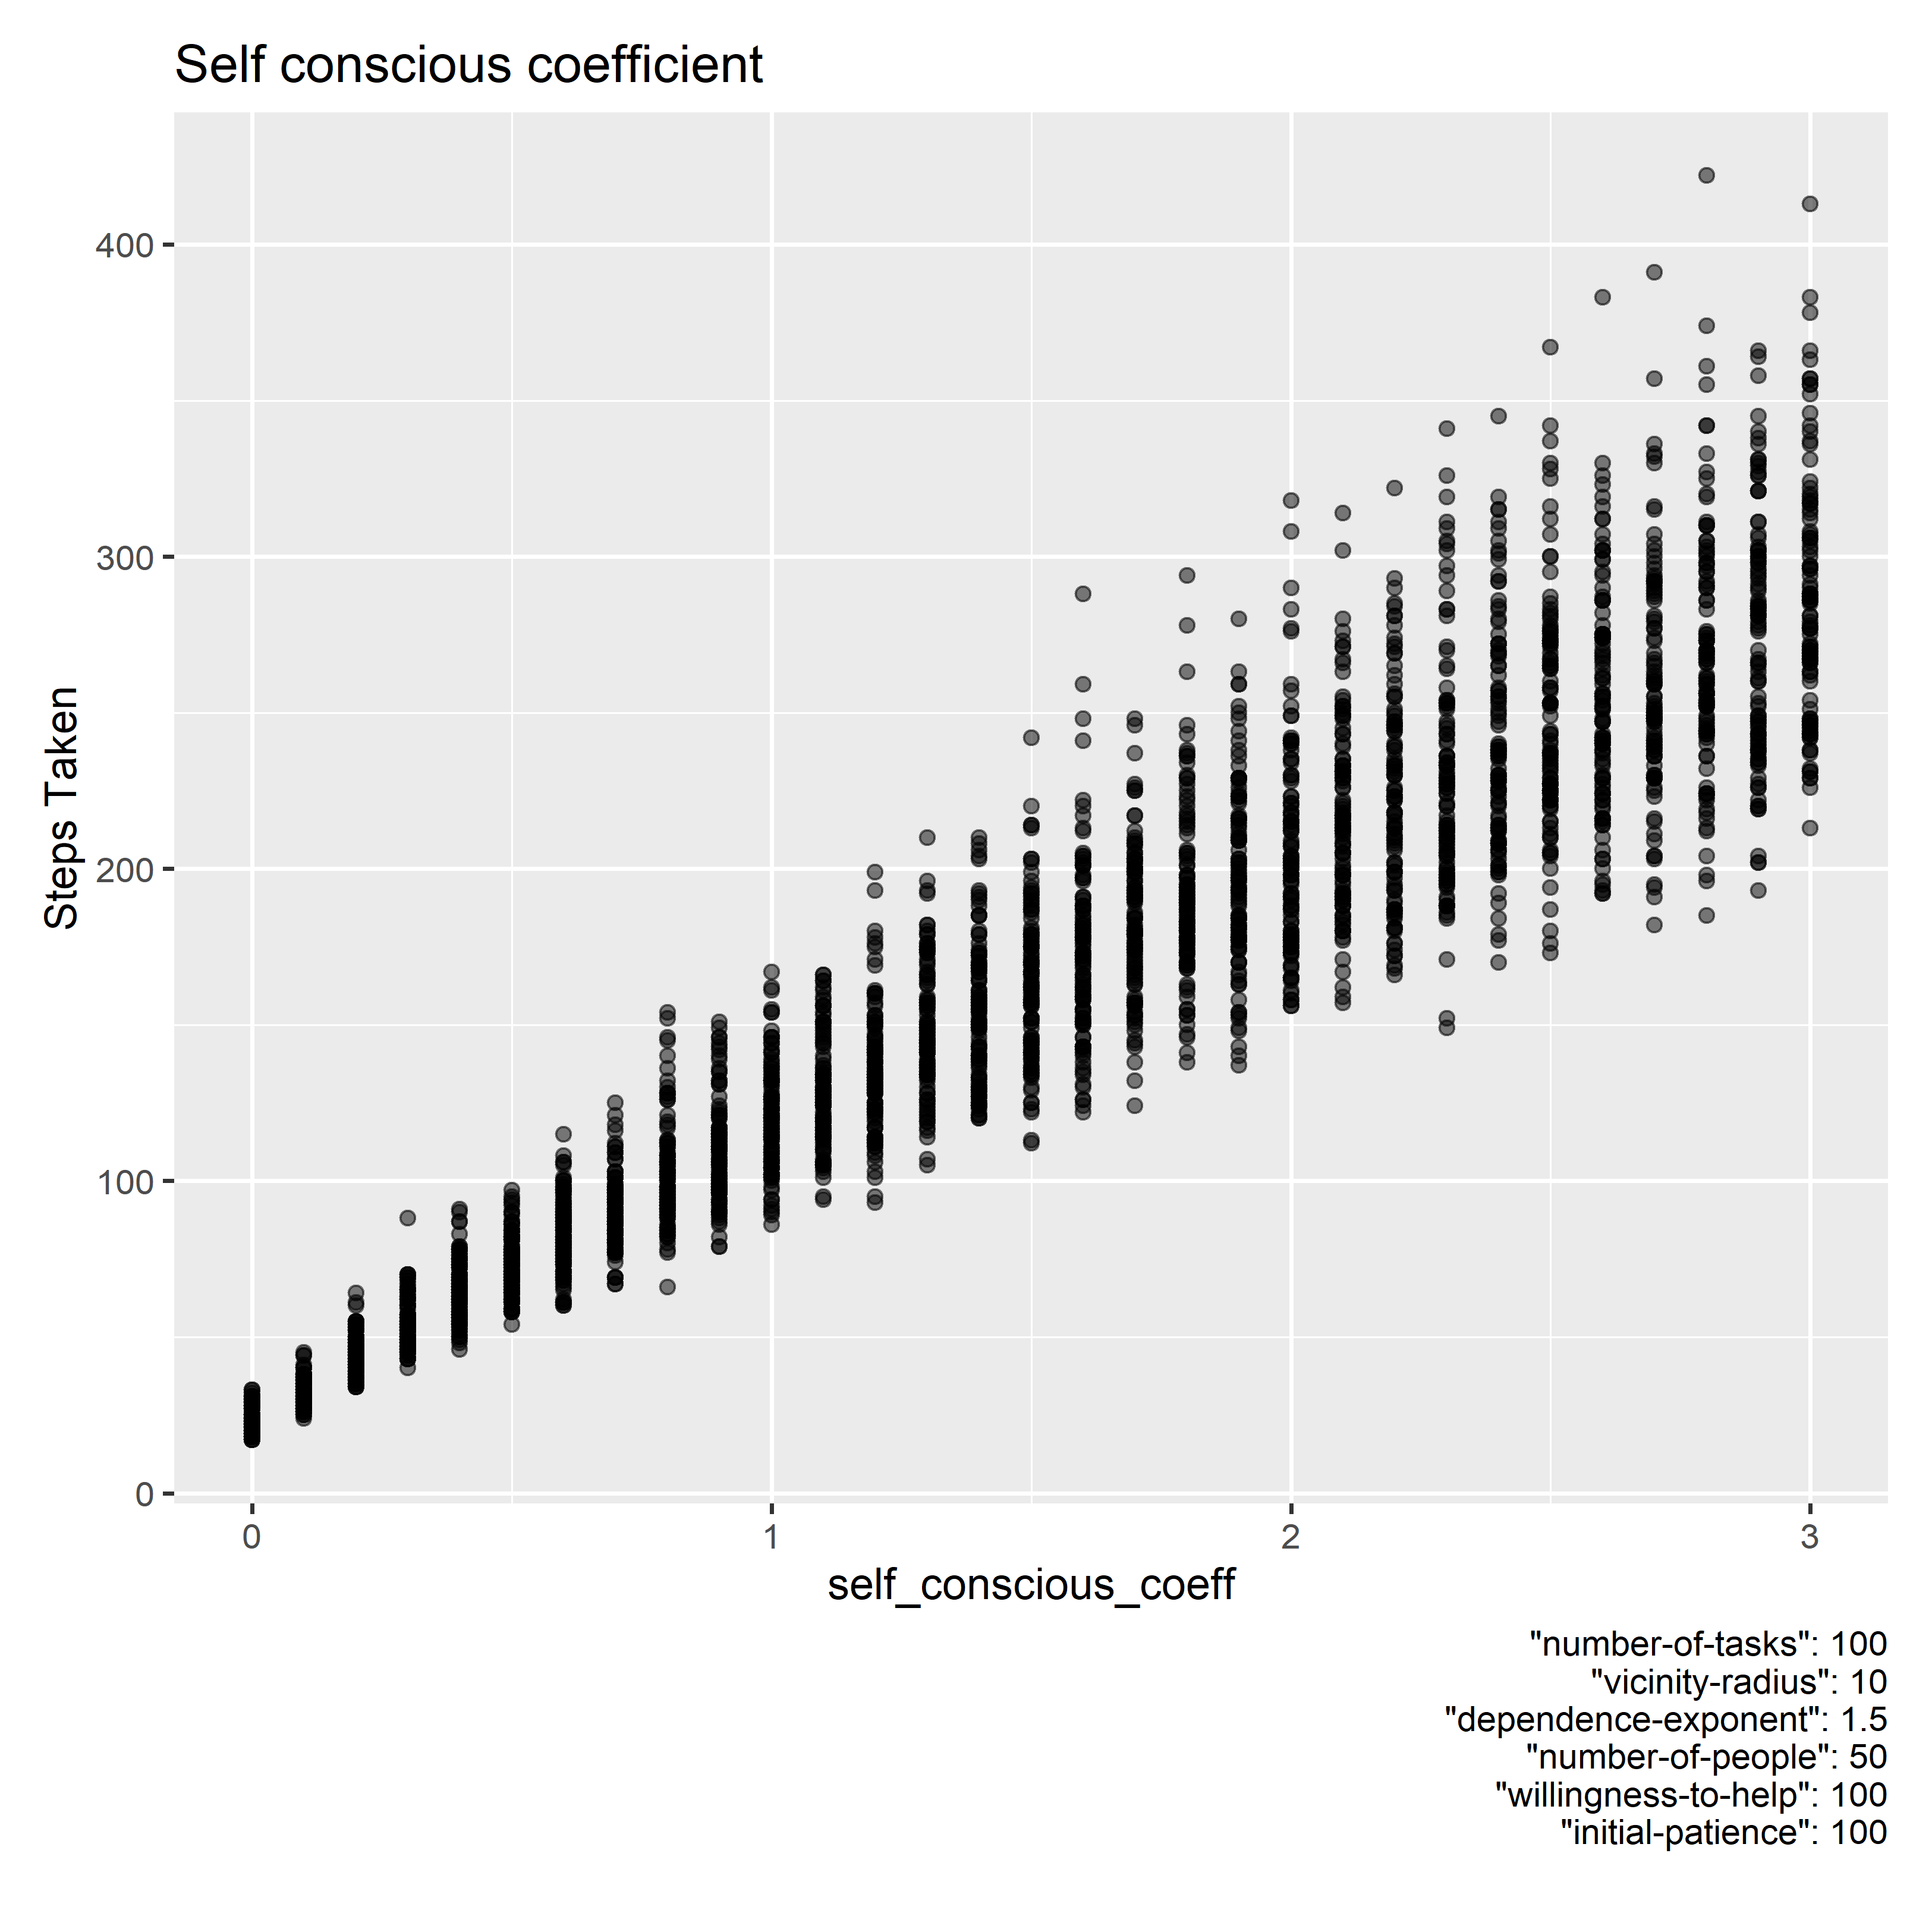 Self conscious coefficient
400
300
200
100
0
Steps Taken
0 1 2 3
self_conscious_coeff
"number-of-tasks": 100
"vicinity-radius": 10
"dependence-exponent": 1.5
"number-of-people": 50
"willingness-to-help": 100
"initial-patience": 100